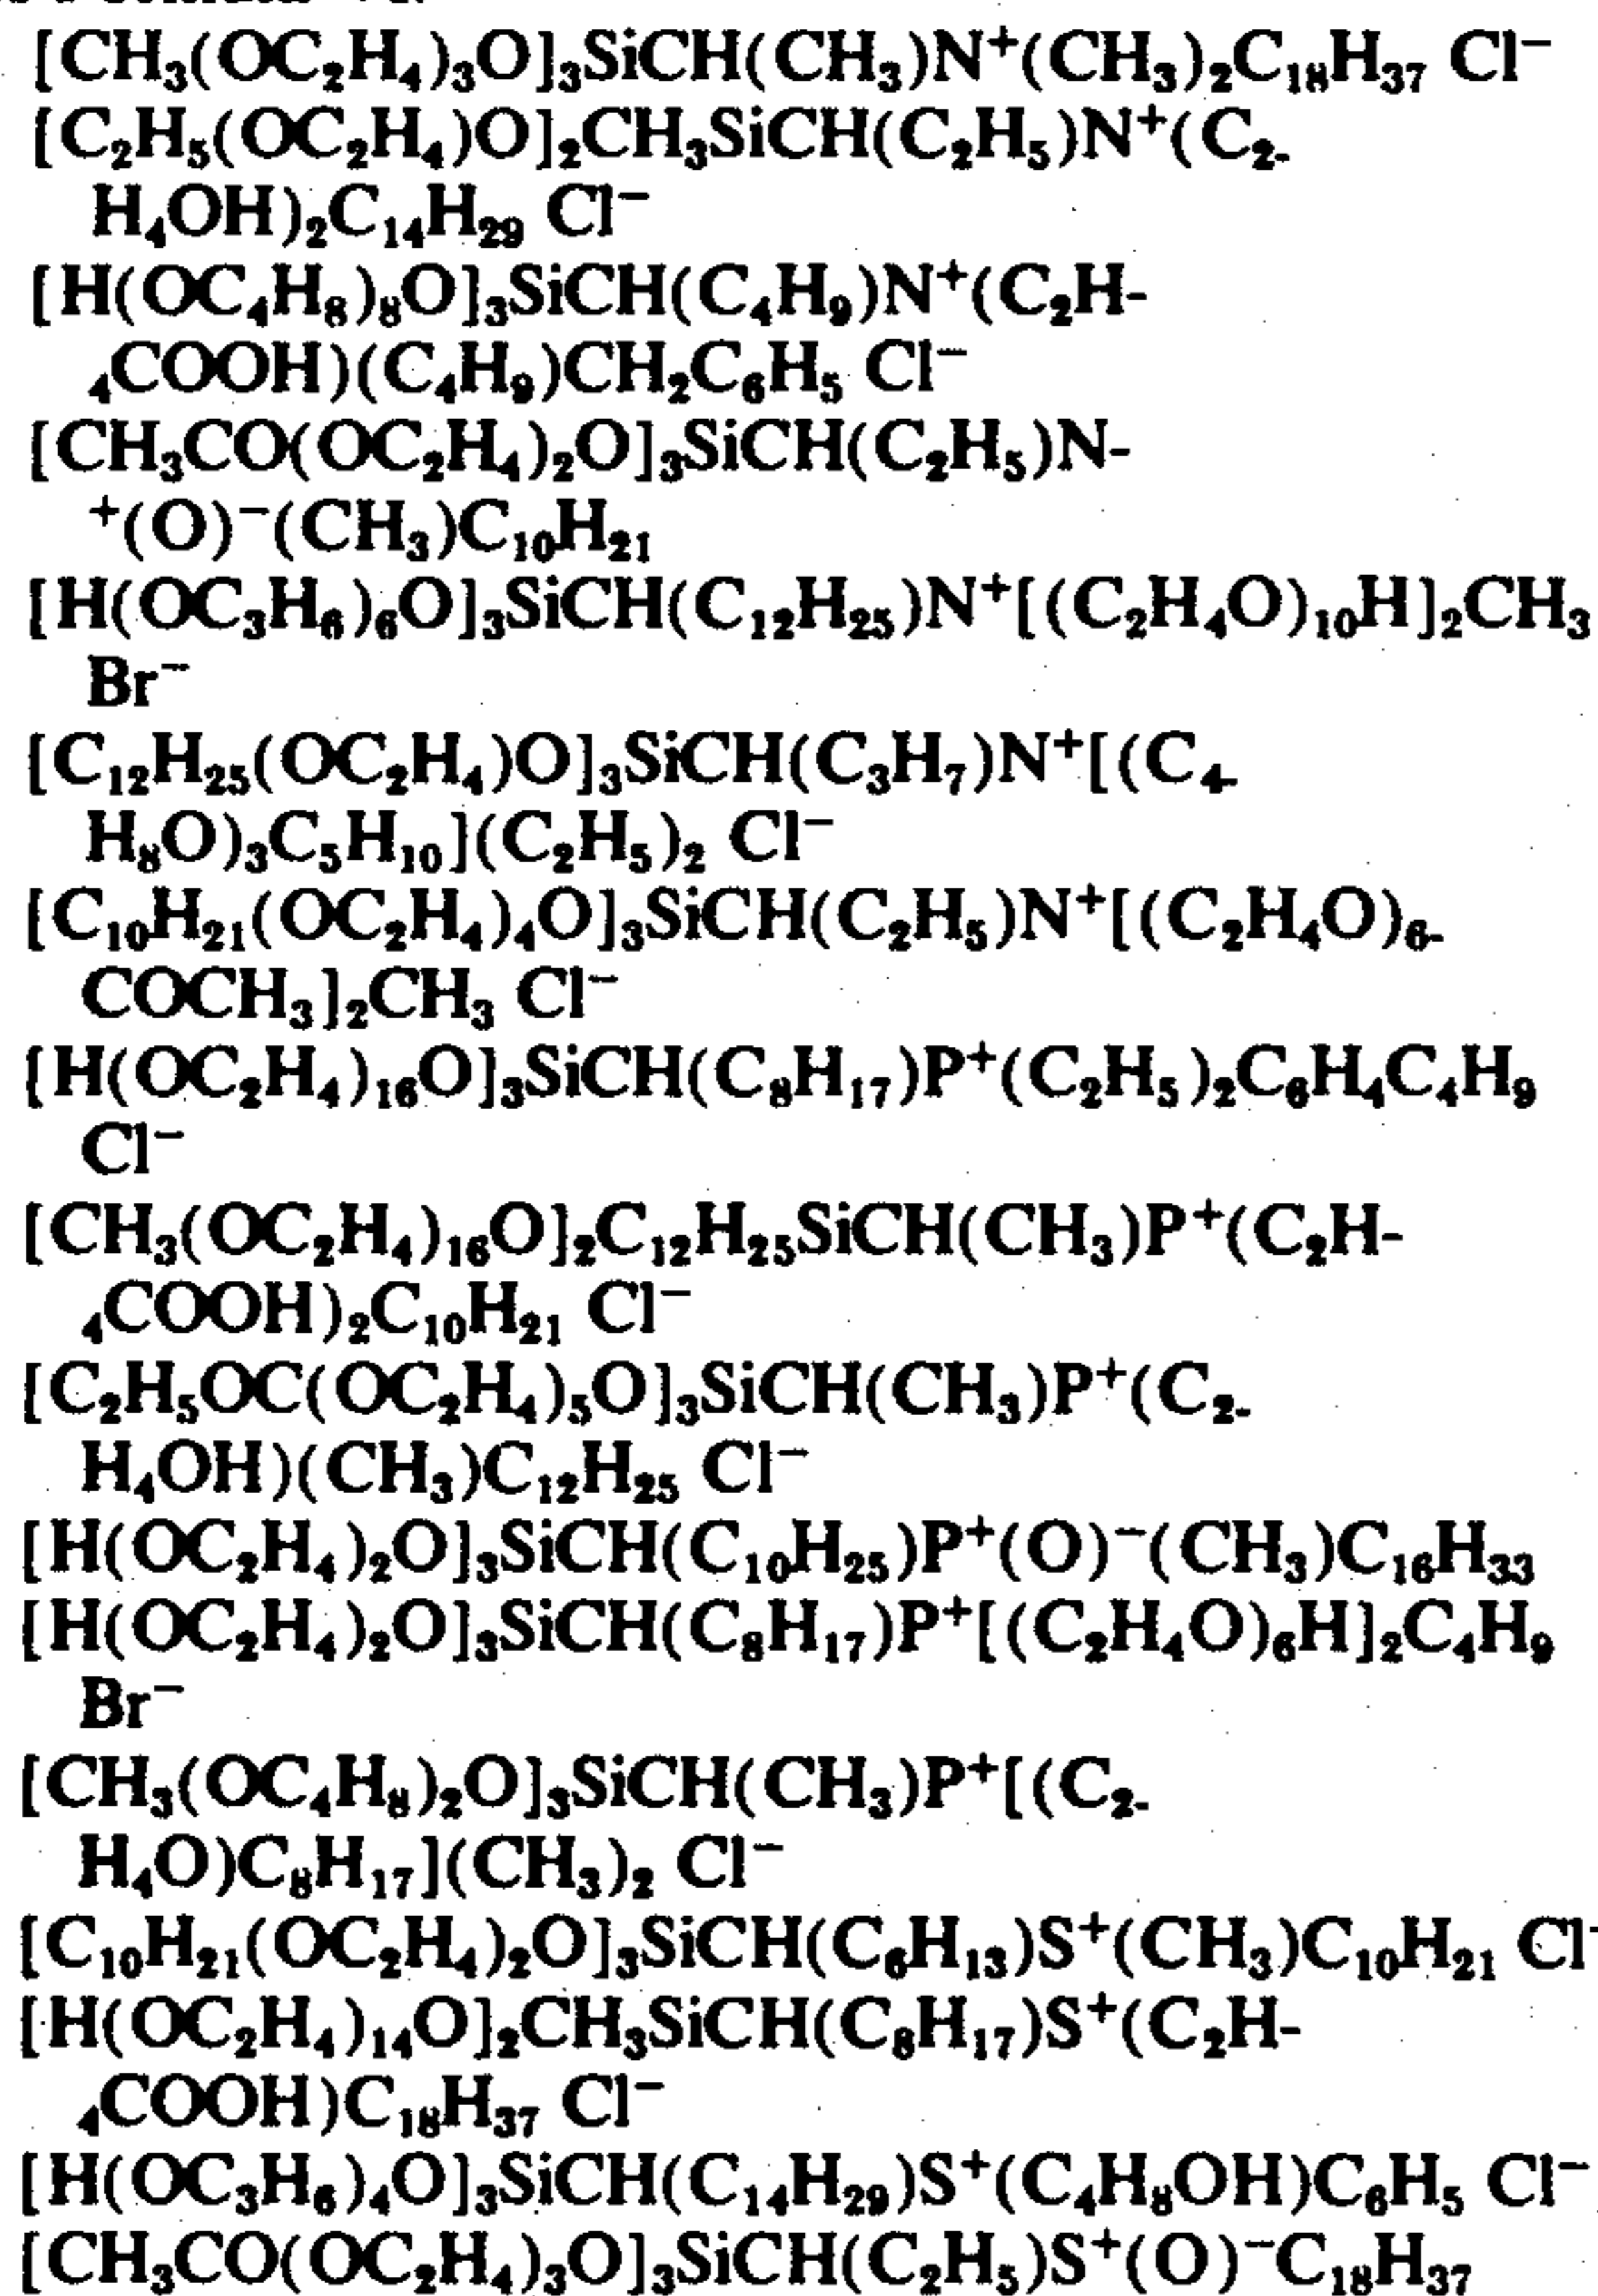 [CH₃(OC₂H₄)₃O]₃SiCH(CH₃)N⁺(CH₃)₂C₁₈H₃₇ Cl⁻
[C₂H₅(OC₂H₄)O]₂CH₃SiCH(C₂H₅)N⁺(C₂-
H₄OH)₂C₁₄H₂₉ Cl⁻
[H(OC₄H₈)₈O]₃SiCH(C₄H₉)N⁺(C₂H-
₄COOH)(C₄H₉)CH₂C₆H₅ Cl⁻
[CH₃CO(OC₂H₄)₂O]₃SiCH(C₂H₅)N-
⁺(O)⁻(CH₃)C₁₀H₂₁
[H(OC₃H₆)₆O]₃SiCH(C₁₂H₂₅)N⁺[(C₂H₄O)₁₀H]₂CH₃
Br⁻
[C₁₂H₂₅(OC₂H₄)O]₃SiCH(C₃H₇)N⁺[(C₄-
H₈O)₃C₅H₁₀](C₂H₅)₂ Cl⁻
[C₁₀H₂₁(OC₂H₄)₄O]₃SiCH(C₂H₅)N⁺[(C₂H₄O)₆-
COCH₃]₂CH₃ Cl⁻
[H(OC₂H₄)₁₆O]₃SiCH(C₈H₁₇)P⁺(C₂H₅)₂C₆H₄C₄H₉
Cl⁻
[CH₃(OC₂H₄)₁₆O]₂C₁₂H₂₅SiCH(CH₃)P⁺(C₂H-
₄COOH)₂C₁₀H₂₁ Cl⁻
[C₂H₅OC(OC₂H₄)₅O]₃SiCH(CH₃)P⁺(C₂-
H₄OH)(CH₃)C₁₂H₂₅ Cl⁻
[H(OC₂H₄)₂O]₃SiCH(C₁₀H₂₅)P⁺(O)⁻(CH₃)C₁₆H₃₃
[H(OC₂H₄)₂O]₃SiCH(C₈H₁₇)P⁺[(C₂H₄O)₆H]₂C₄H₉
Br⁻
[CH₃(OC₄H₈)₂O]₃SiCH(CH₃)P⁺[(C₂-
H₄O)C₈H₁₇](CH₃)₂ Cl⁻
[C₁₀H₂₁(OC₂H₄)₂O]₃SiCH(C₆H₁₃)S⁺(CH₃)C₁₀H₂₁ Cl⁻
[H(OC₂H₄)₁₄O]₂CH₃SiCH(C₈H₁₇)S⁺(C₂H-
₄COOH)C₁₈H₃₇ Cl⁻
[H(OC₃H₆)₄O]₃SiCH(C₁₄H₂₉)S⁺(C₄H₈OH)C₆H₅ Cl⁻
[CH₃CO(OC₂H₄)₃O]₃SiCH(C₂H₅)S⁺(O)⁻C₁₈H₃₇